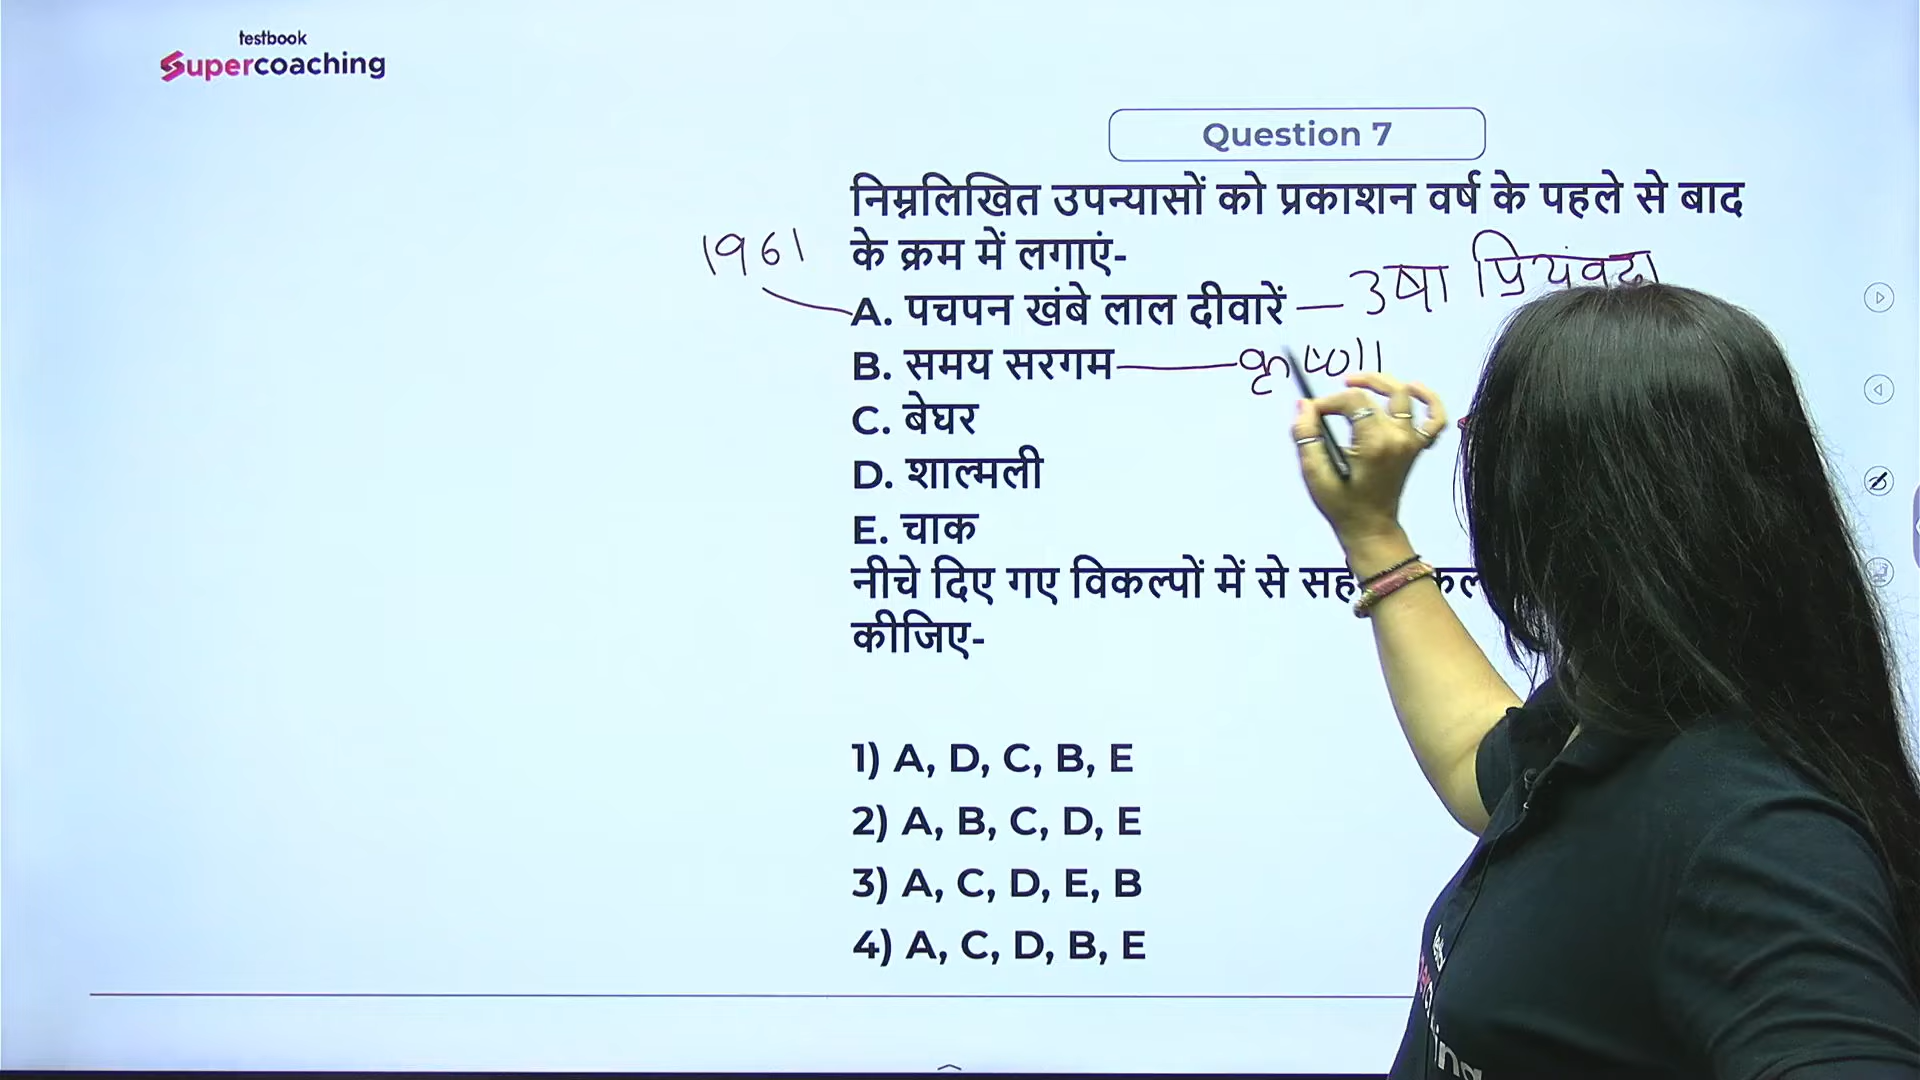 testbook
Supercoaching
Question 7
निम्नलिखित उपन्यासों को प्रकाशन वर्ष के पहले से बाद
के क्रम में लगाएं-
1961
A. पचपन खंबे लाल दीवारें — उषा प्रियंवदा
B. समय सरगम — कृष्णा
C. बेघर
D. शाल्मली
E. चाक
नीचे दिए गए विकल्पों में से
कीजिए-
1) A, D, C, B, E
2) A, B, C, D, E
3) A, C, D, E, B
4) A, C, D, B, E